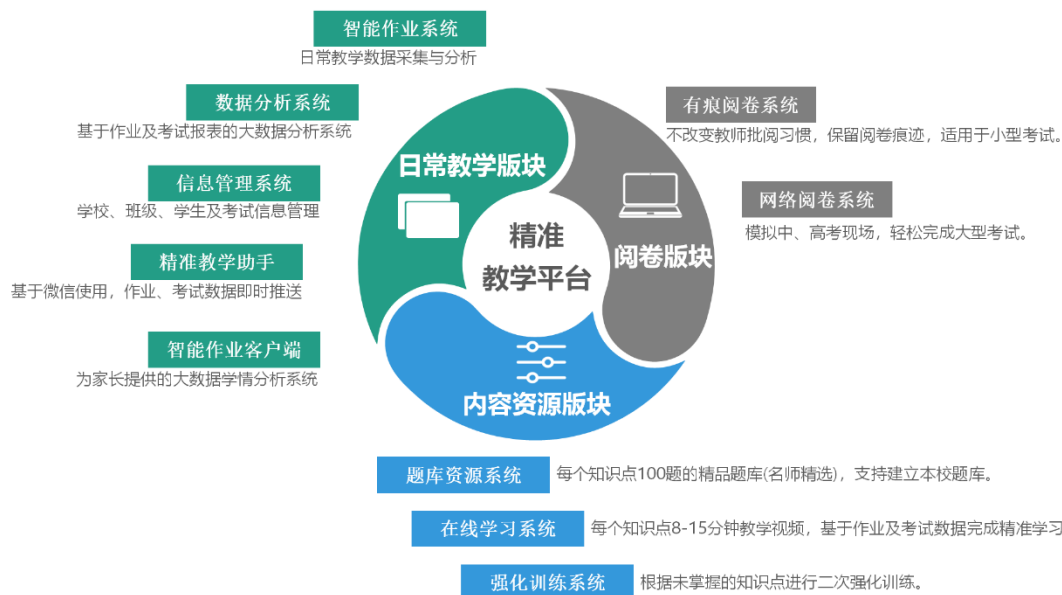 智能作业系统
日常教学数据采集与分析
数据分析系统
基于作业及考试报表的大数据分析系统
信息管理系统
学校、班级、学生及考试信息管理
精准教学助手
基于微信使用，作业、考试数据即时推送
智能作业客户端
为家长提供的大数据学情分析系统
日常教学版块
精准
教学平台
阅卷版块
内容资源版块
有痕阅卷系统
不改变教师批阅习惯，保留阅卷痕迹，适用于小型考试。
网络阅卷系统
模拟中、高考现场，轻松完成大型考试。
题库资源系统 每个知识点100题的精品题库(名师精选)，支持建立本校题库。
在线学习系统 每个知识点8-15分钟教学视频，基于作业及考试数据完成精准学习
强化训练系统 根据未掌握的知识点进行二次强化训练。